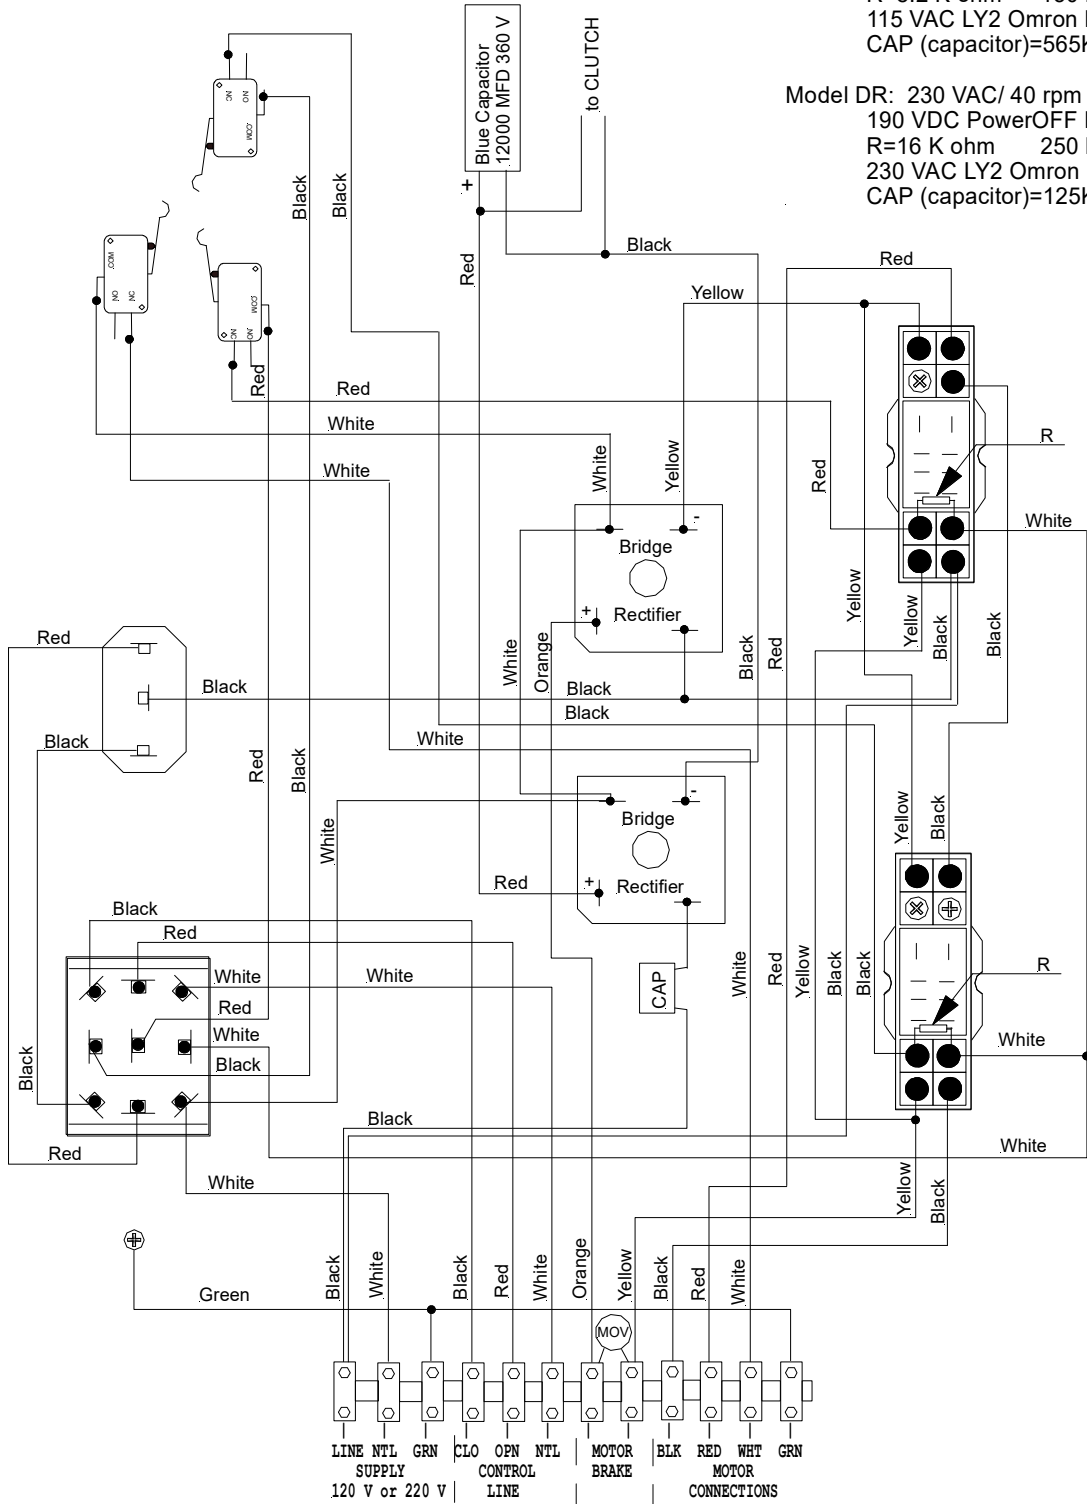 R=8.2 K ohm
115 VAC LY2 Omron
CAP (capacitor)=565K
Model DR: 230 VAC/ 40 rpm
190 VDC PowerOFF
R=16 K ohm 250
230 VAC LY2 Omron
CAP (capacitor)=125K
Blue Capacitor
12000 MFD 360 V
to CLUTCH
+
NC
NO
COM
Black
Black
Red
Black
COM
NO
NC
COM
NO
NC
Red
Red
Yellow
Red
White
White
White
Yellow
Red
R
White
-
Bridge
Rectifier
+
Yellow
Yellow
Black
Black
Red
Black
Black
White
Orange
Black
Black
Black
Red
White
Red
Black
White
-
Bridge
Rectifier
+
Red
Yellow
Black
Black
Red
White
White
Red
White
Black
Black
CAP
White
Red
Yellow
Black
Black
R
White
Black
White
Red
White
Yellow
Black
Green
Black
White
Black
Red
White
Orange
Yellow
Black
Red
White
MOV
LINE NTL GRN CLO OPN NTL MOTOR BLK RED WHT GRN
SUPPLY CONTROL BRAKE MOTOR
120 V or 220 V LINE CONNECTIONS